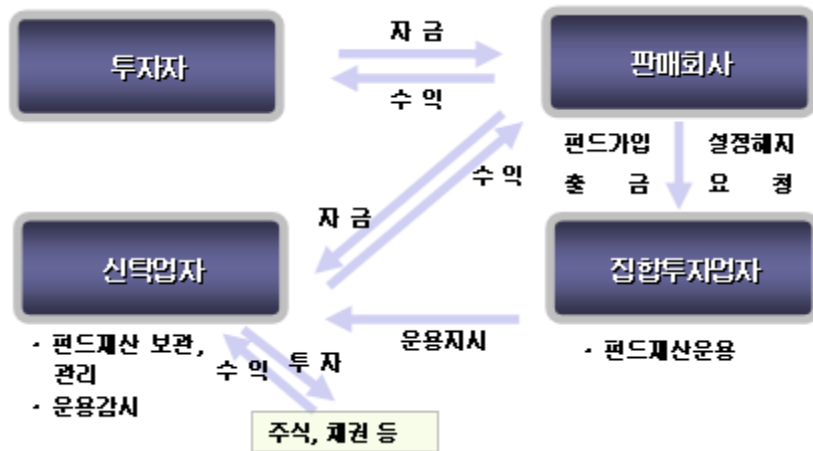 투자자
자 금
수 익
판매회사
펀드가입 설정해지
출 금 요 청
수 익
자 금
신탁업자
집합투자업자
운용지시
· 펀드재산 보관,
관리
· 운용감시
· 펀드재산운용
수 익
투 자
주식, 채권 등